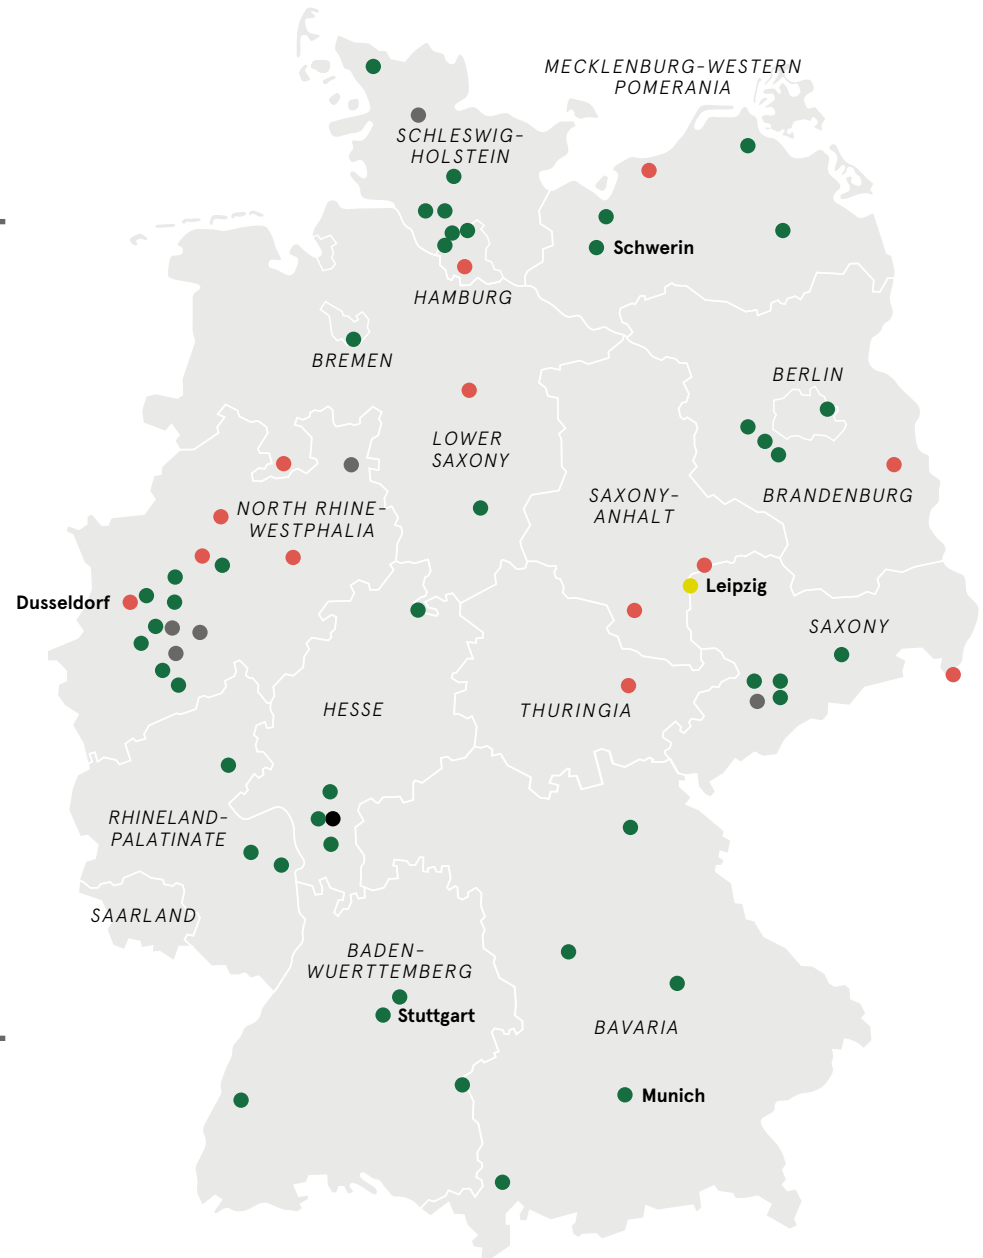 MECKLENBURG-WESTERN
POMERANIA
SCHLESWIG-
HOLSTEIN
Schwerin
HAMBURG
BREMEN
BERLIN
LOWER
SAXONY
SAXONY-
ANHALT
BRANDENBURG
NORTH RHINE-
WESTPHALIA
Leipzig
Dusseldorf
SAXONY
HESSE
THURINGIA
RHINELAND-
PALATINATE
SAARLAND
BADEN-
WUERTTEMBERG
Stuttgart
BAVARIA
Munich